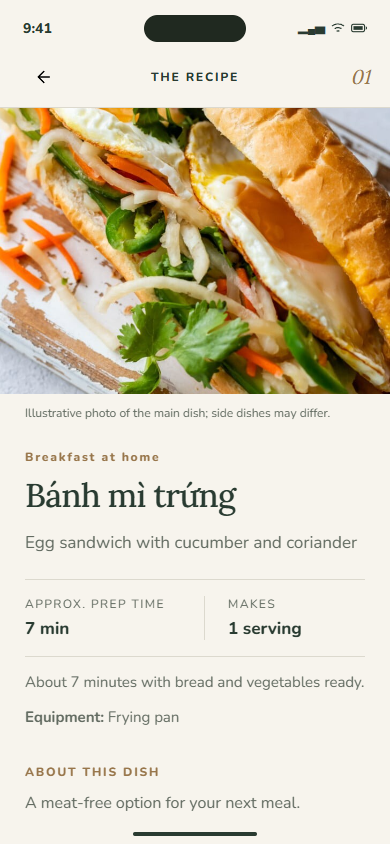 9:41
THE RECIPE
01
Illustrative photo of the main dish; side dishes may differ.
Breakfast at home
Bánh mì trứng
Egg sandwich with cucumber and coriander
APPROX. PREP TIME
7 min
MAKES
1 serving
About 7 minutes with bread and vegetables ready.
Equipment: Frying pan
ABOUT THIS DISH
A meat-free option for your next meal.